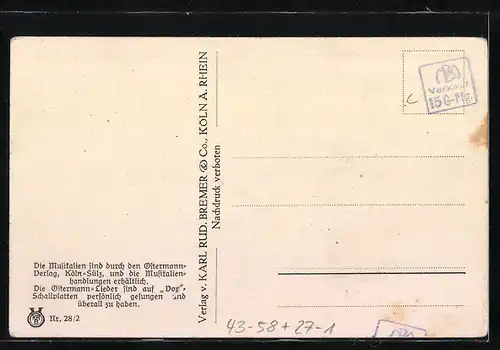 Die Musikalien sind durch den Ostermann-
Verlag, Köln-Sülz, und die Musikalien-
handlungen erhältlich.
Die Ostermann-Lieder sind auf „Vox“-
Schallplatten persönlich gesungen und
überall zu haben.
Nr. 28/2
Verlag v. KARL RUD. BREMER & Co., KÖLN A. RHEIN
Nachdruck verboten
Verkauf
15 G-Pfg.
43-58+27-1